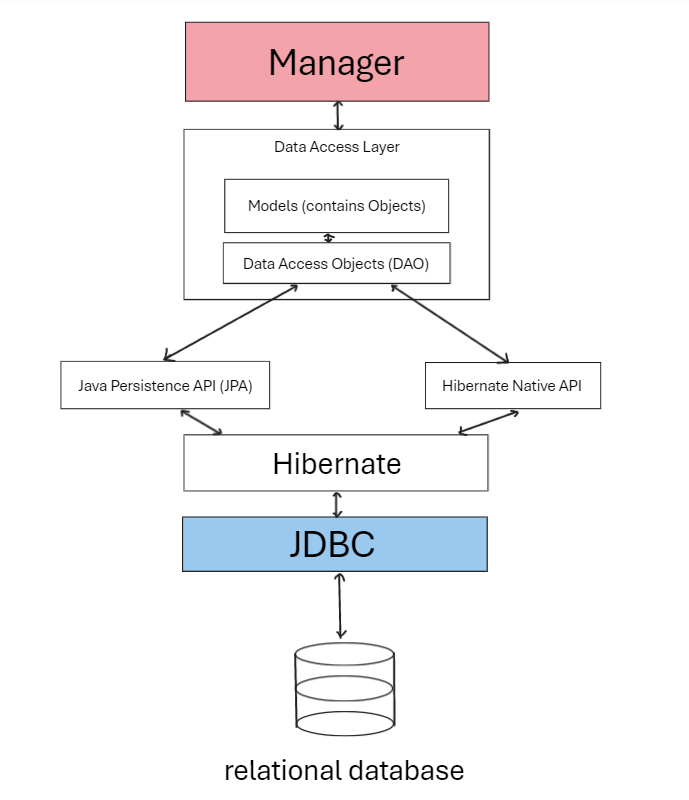 Manager
Data Access Layer
Models (contains Objects)
Data Access Objects (DAO)
Java Persistence API (JPA)
Hibernate Native API
Hibernate
JDBC
relational database